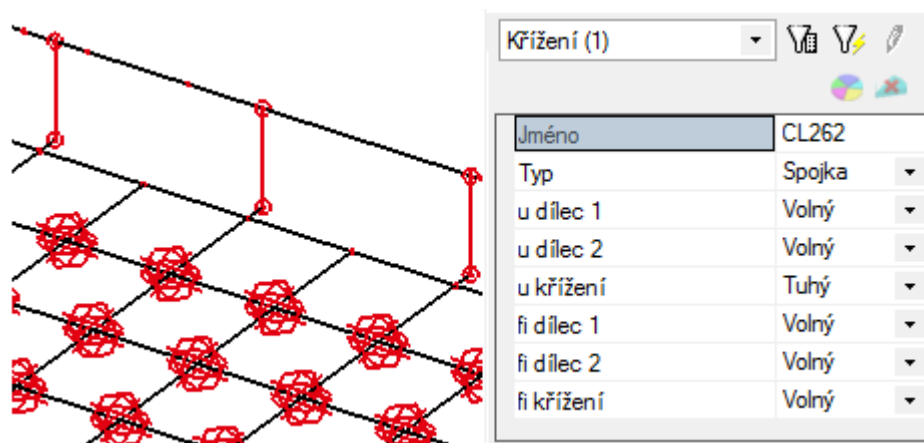 Křížení (1)
Jméno CL262
Typ Spojka
u dílec 1 Volný
u dílec 2 Volný
u křížení Tuhý
fi dílec 1 Volný
fi dílec 2 Volný
fi křížení Volný